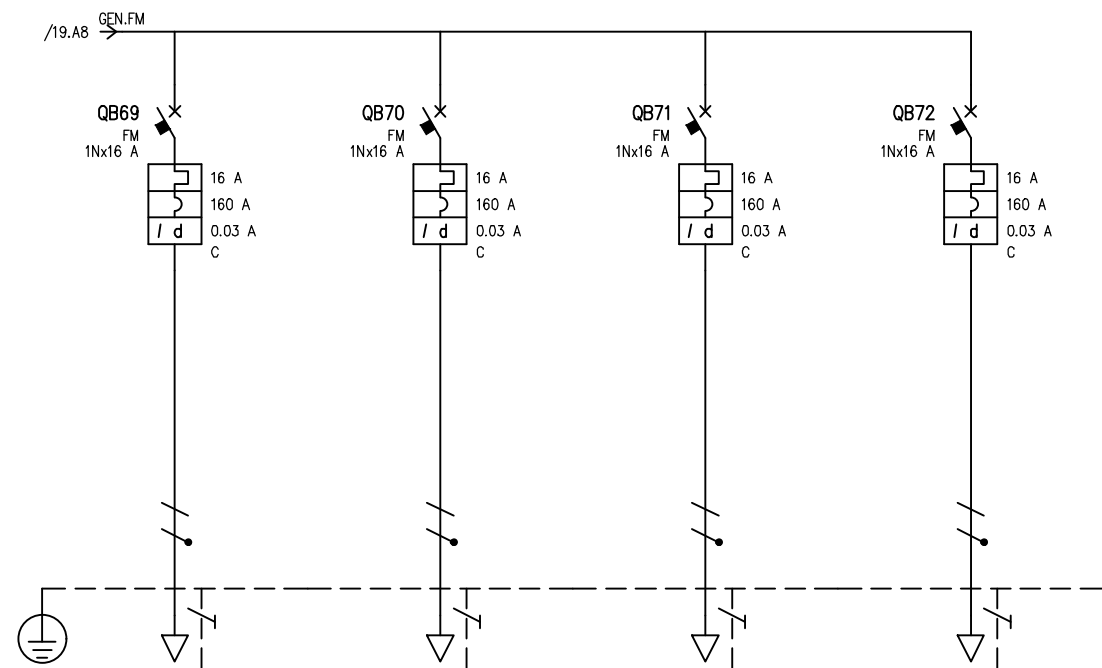 GEN.FM
/19.A8
QB69
FM
1Nx16 A
16 A
160 A
I d
0.03 A
C
QB70
FM
1Nx16 A
16 A
160 A
I d
0.03 A
C
QB71
FM
1Nx16 A
16 A
160 A
I d
0.03 A
C
QB72
FM
1Nx16 A
16 A
160 A
I d
0.03 A
C